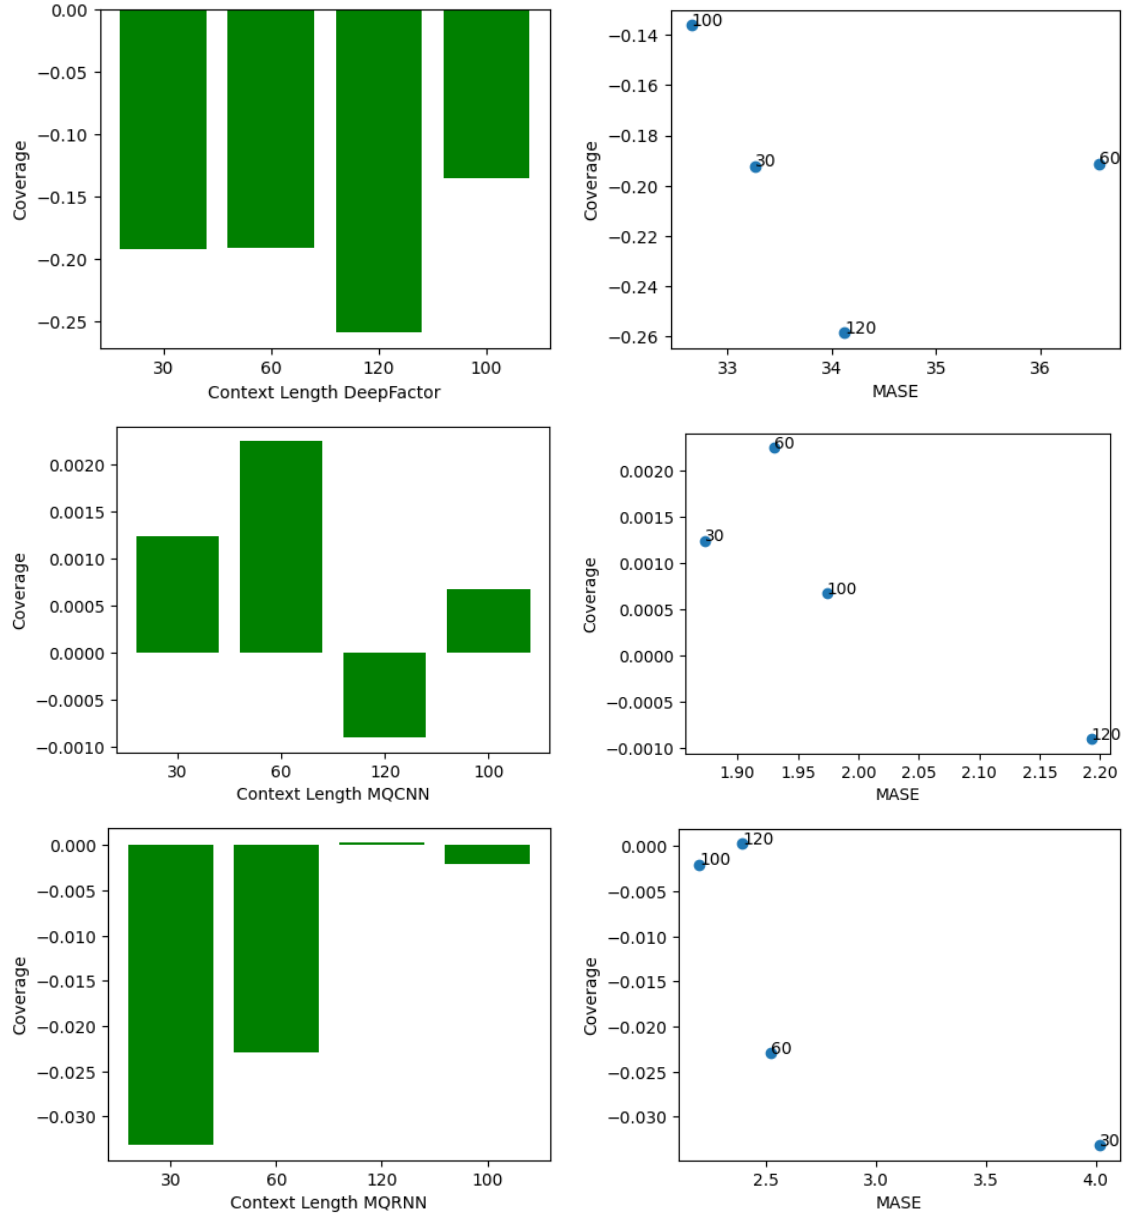 0.00
−0.05
−0.10
−0.15
−0.20
−0.25
Coverage
30 60 120 100
Context Length DeepFactor
−0.14
−0.16
−0.18
−0.20
−0.22
−0.24
−0.26
Coverage
100
30
60
120
33 34 35 36
MASE
0.0020
0.0015
0.0010
0.0005
0.0000
−0.0005
−0.0010
Coverage
30 60 120 100
Context Length MQCNN
0.0020
0.0015
0.0010
0.0005
0.0000
−0.0005
−0.0010
Coverage
60
30
100
120
1.90 1.95 2.00 2.05 2.10 2.15 2.20
MASE
0.000
−0.005
−0.010
−0.015
−0.020
−0.025
−0.030
Coverage
30 60 120 100
Context Length MQRNN
0.000
−0.005
−0.010
−0.015
−0.020
−0.025
−0.030
Coverage
120
100
60
30
2.5 3.0 3.5 4.0
MASE